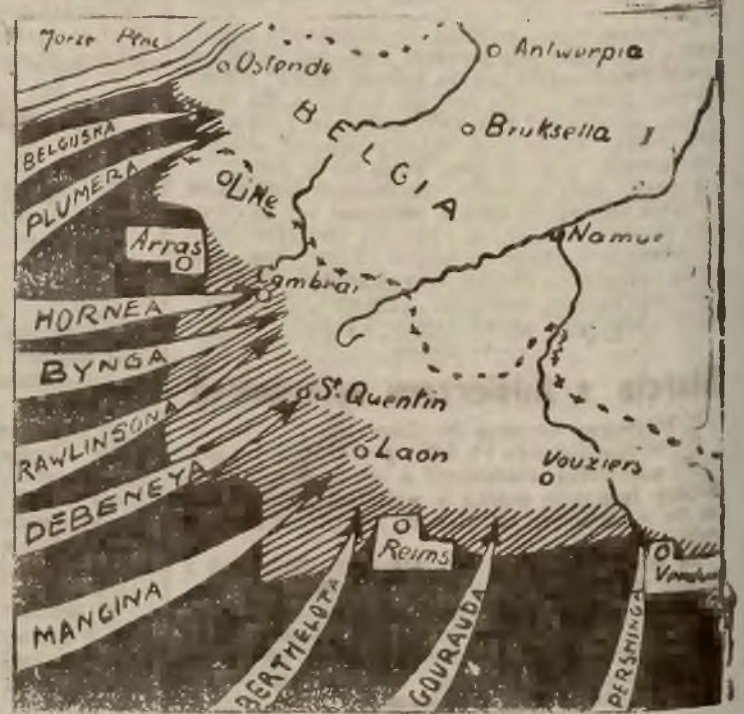 Morze Płnc
Ostende
Antwerpia
Bruksella
BELGIA
BELGIJSKA
PLUMERA
Lille
Namur
Arras
Cambrai
HORNEA
BYNGA
St. Quentin
RAWLINSONA
Laon
Vouziers
DEBENEYA
Reims
MANGINA
BERTHELOTA
GOURAUDA
PERSHINGA